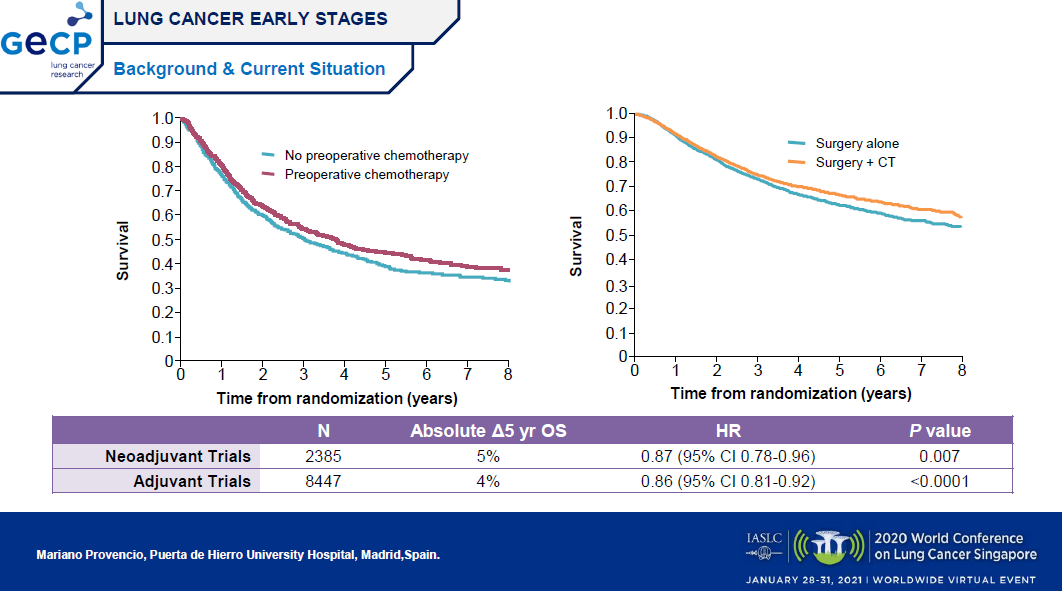 LUNG CANCER EARLY STAGES
GeCP
lung cancer
research
Background & Current Situation
1.0
0.9
0.8
0.7
0.6
0.5
0.4
0.3
0.2
0.1
0
Survival
No preoperative chemotherapy
Preoperative chemotherapy
0 1 2 3 4 5 6 7 8
Time from randomization (years)
1.0
0.9
0.8
0.7
0.6
0.5
0.4
0.3
0.2
0.1
0
Survival
Surgery alone
Surgery + CT
0 1 2 3 4 5 6 7 8
Time from randomization (years)
N Absolute Δ5 yr OS HR P value
Neoadjuvant Trials 2385 5% 0.87 (95% CI 0.78-0.96) 0.007
Adjuvant Trials 8447 4% 0.86 (95% CI 0.81-0.92) <0.0001
Mariano Provencio, Puerta de Hierro University Hospital, Madrid,Spain.
IASLC
2020 World Conference
on Lung Cancer Singapore
JANUARY 28-31, 2021 | WORLDWIDE VIRTUAL EVENT